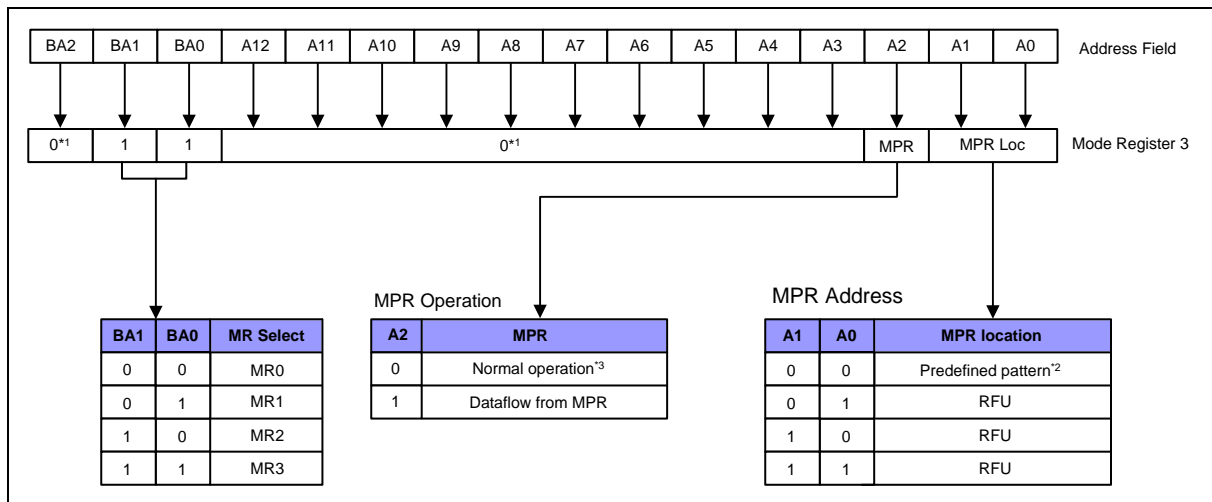 BA2 BA1 BA0 A12 A11 A10 A9 A8 A7 A6 A5 A4 A3 A2 A1 A0 Address Field
0*1 1 1 0*1 MPR MPR Loc Mode Register 3
MPR Operation
MPR Address
BA1 BA0 MR Select
0 0 MR0
0 1 MR1
1 0 MR2
1 1 MR3
A2 MPR
0 Normal operation*3
1 Dataflow from MPR
A1 A0 MPR location
0 0 Predefined pattern*2
0 1 RFU
1 0 RFU
1 1 RFU